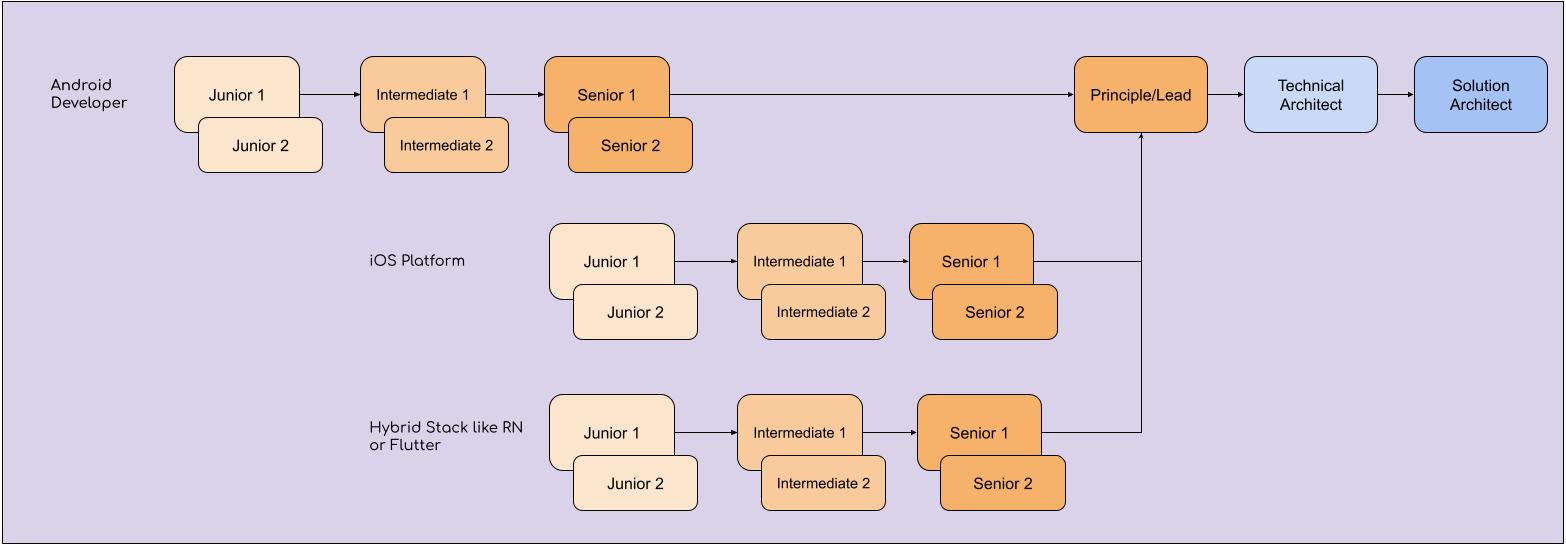 Android
Developer
Junior 1
Junior 2
Intermediate 1
Intermediate 2
Senior 1
Senior 2
Principle/Lead
Technical
Architect
Solution
Architect
iOS Platform
Junior 1
Junior 2
Intermediate 1
Intermediate 2
Senior 1
Senior 2
Hybrid Stack like RN
or Flutter
Junior 1
Junior 2
Intermediate 1
Intermediate 2
Senior 1
Senior 2